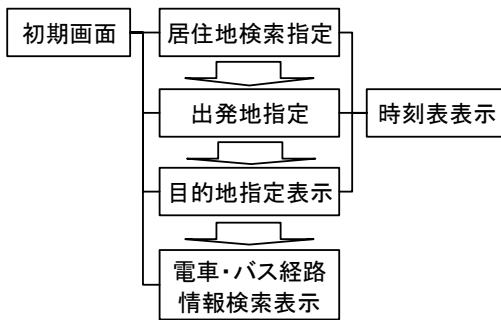 初期画面
居住地検索指定
出発地指定
時刻表表示
目的地指定表示
電車・バス経路
情報検索表示